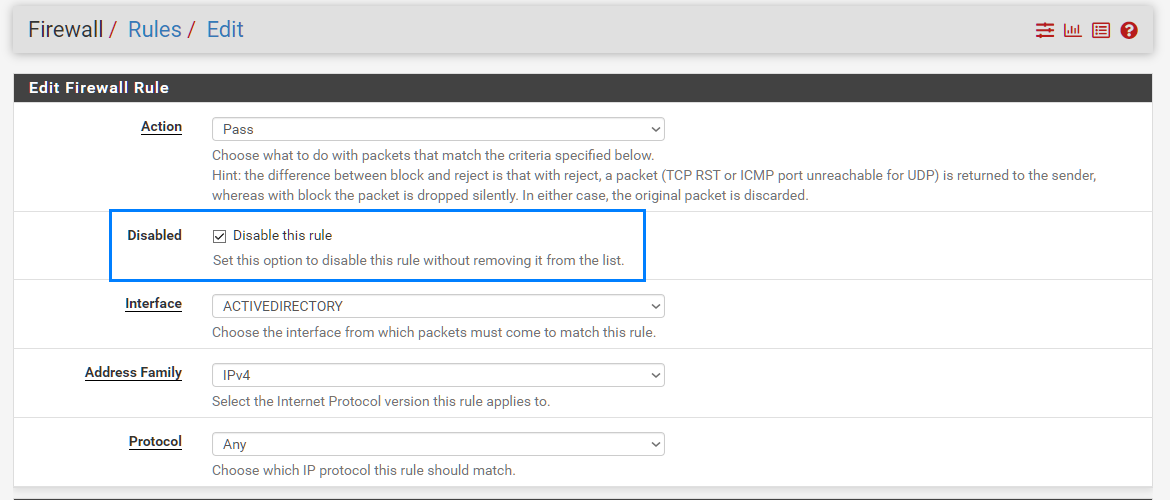 Firewall / Rules / Edit
Edit Firewall Rule
Action
Pass
Choose what to do with packets that match the criteria specified below.
Hint: the difference between block and reject is that with reject, a packet (TCP RST or ICMP port unreachable for UDP) is returned to the sender,
whereas with block the packet is dropped silently. In either case, the original packet is discarded.
Disabled
Disable this rule
Set this option to disable this rule without removing it from the list.
Interface
ACTIVEDIRECTORY
Choose the interface from which packets must come to match this rule.
Address Family
IPv4
Select the Internet Protocol version this rule applies to.
Protocol
Any
Choose which IP protocol this rule should match.